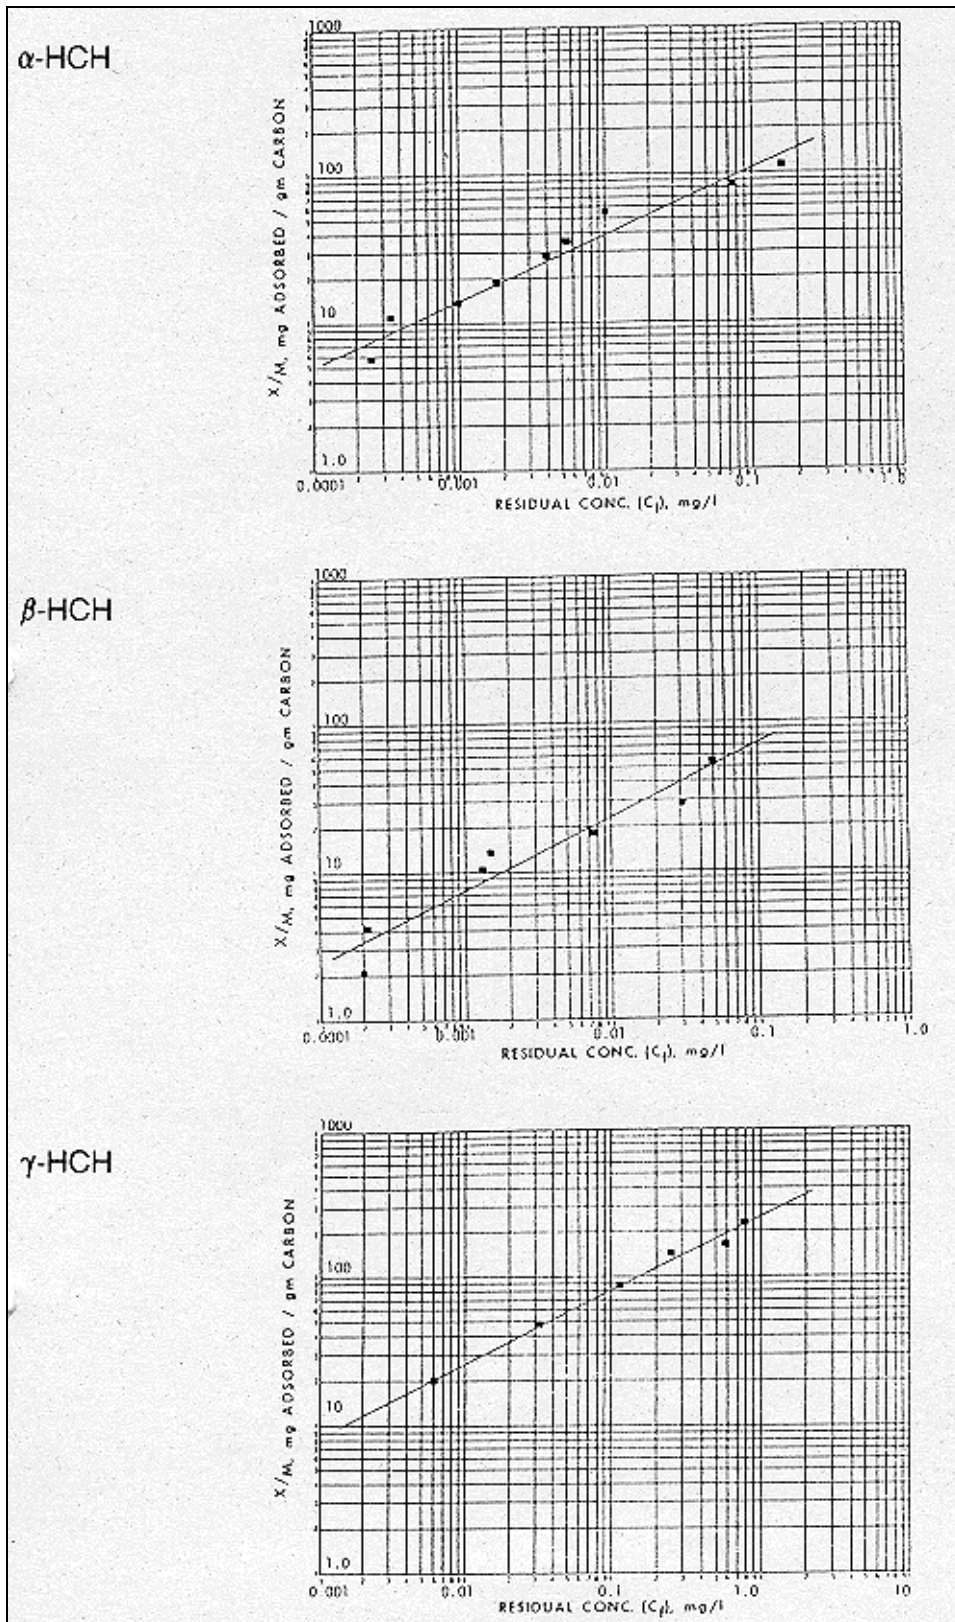 α-HCH
1000
100
10
1.0
X/M, mg ADSORBED / gm CARBON
0.0001 0.001 0.01 0.1 1.0
RESIDUAL CONC. (Cf), mg/l
β-HCH
1000
100
10
1.0
X/M, mg ADSORBED / gm CARBON
0.0001 0.001 0.01 0.1 1.0
RESIDUAL CONC. (Cf), mg/l
γ-HCH
1000
100
10
1.0
X/M, mg ADSORBED / gm CARBON
0.001 0.01 0.1 1.0 10
RESIDUAL CONC. (Cf), mg/l